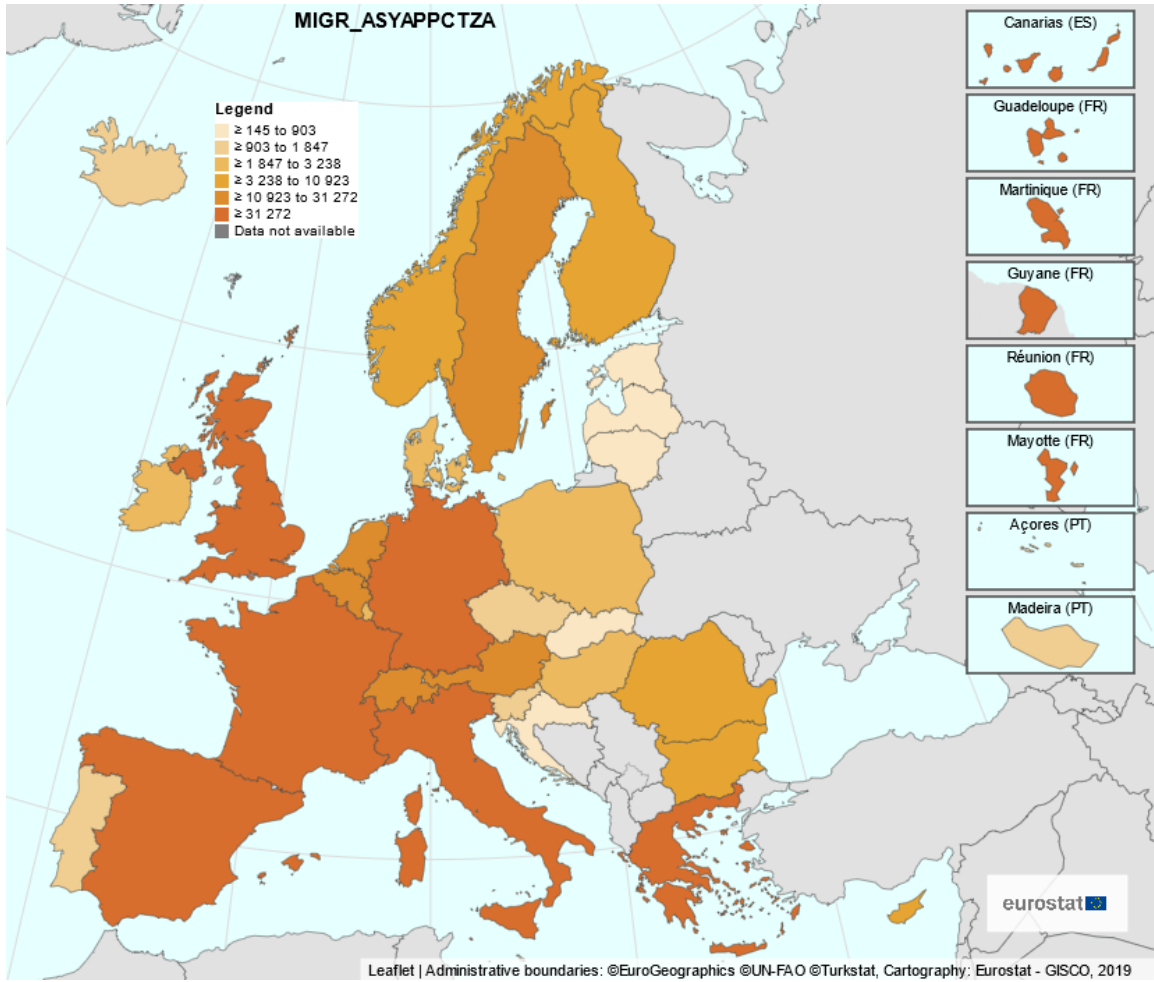 MIGR_ASYAPPCTZA
Legend
≥ 145 to 903
≥ 903 to 1 847
≥ 1 847 to 3 238
≥ 3 238 to 10 923
≥ 10 923 to 31 272
≥ 31 272
Data not available
Canarias (ES)
Guadeloupe (FR)
Martinique (FR)
Guyane (FR)
Réunion (FR)
Mayotte (FR)
Açores (PT)
Madeira (PT)
eurostat
Leaflet | Administrative boundaries: ©EuroGeographics ©UN-FAO ©Turkstat, Cartography: Eurostat - GISCO, 2019